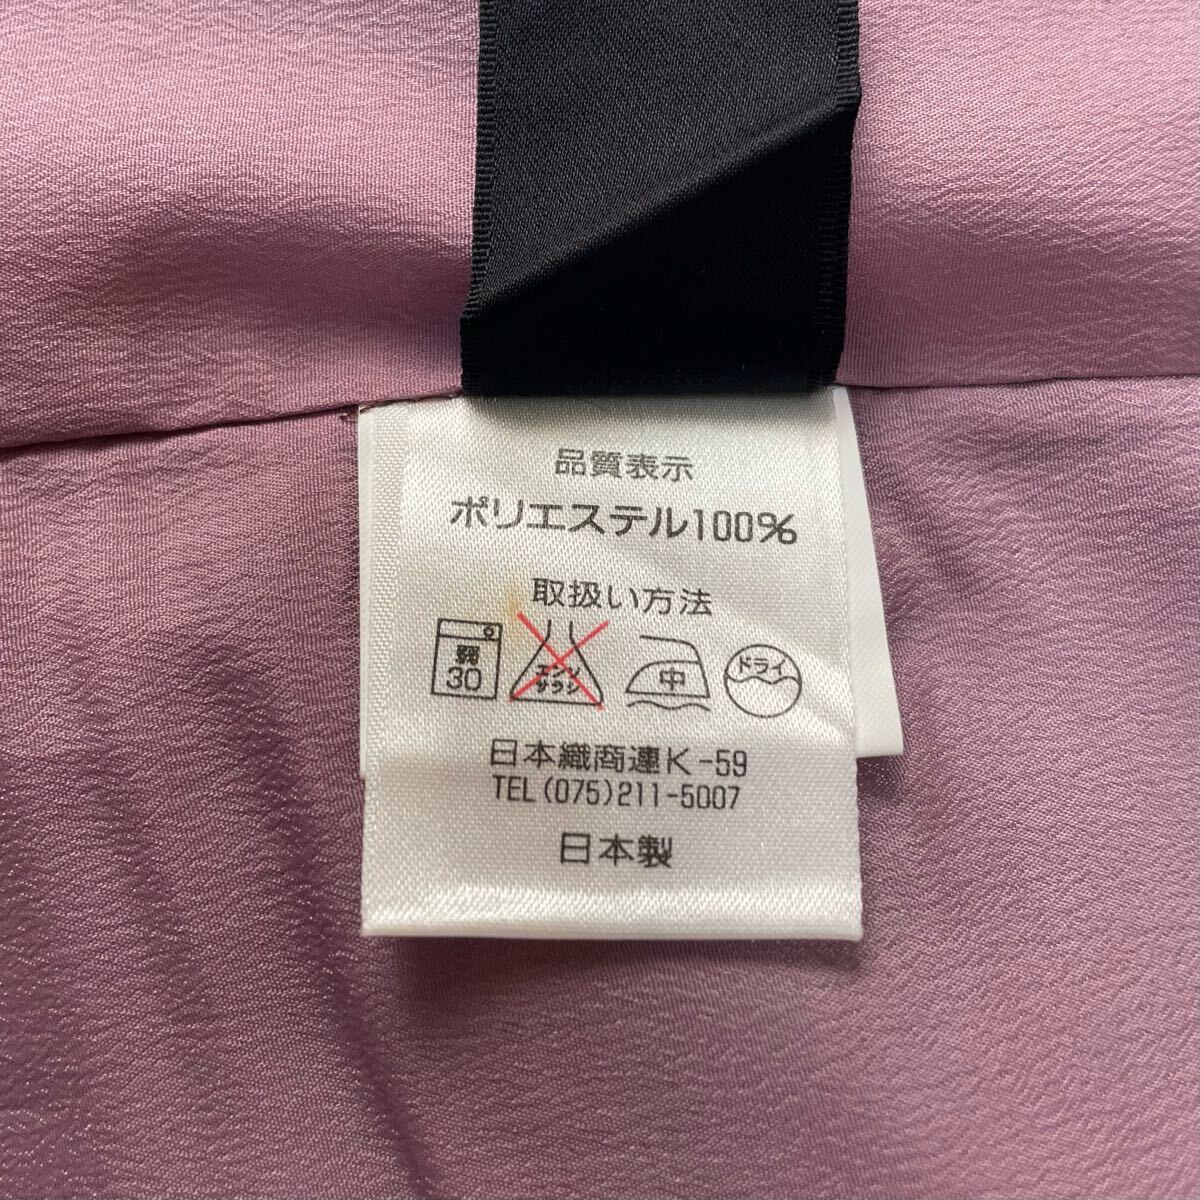 品質表示
ポリエステル100%
取扱い方法
弱 30
エンソサラシ
中
ドライ
日本織商連K-59
TEL(075)211-5007
日本製